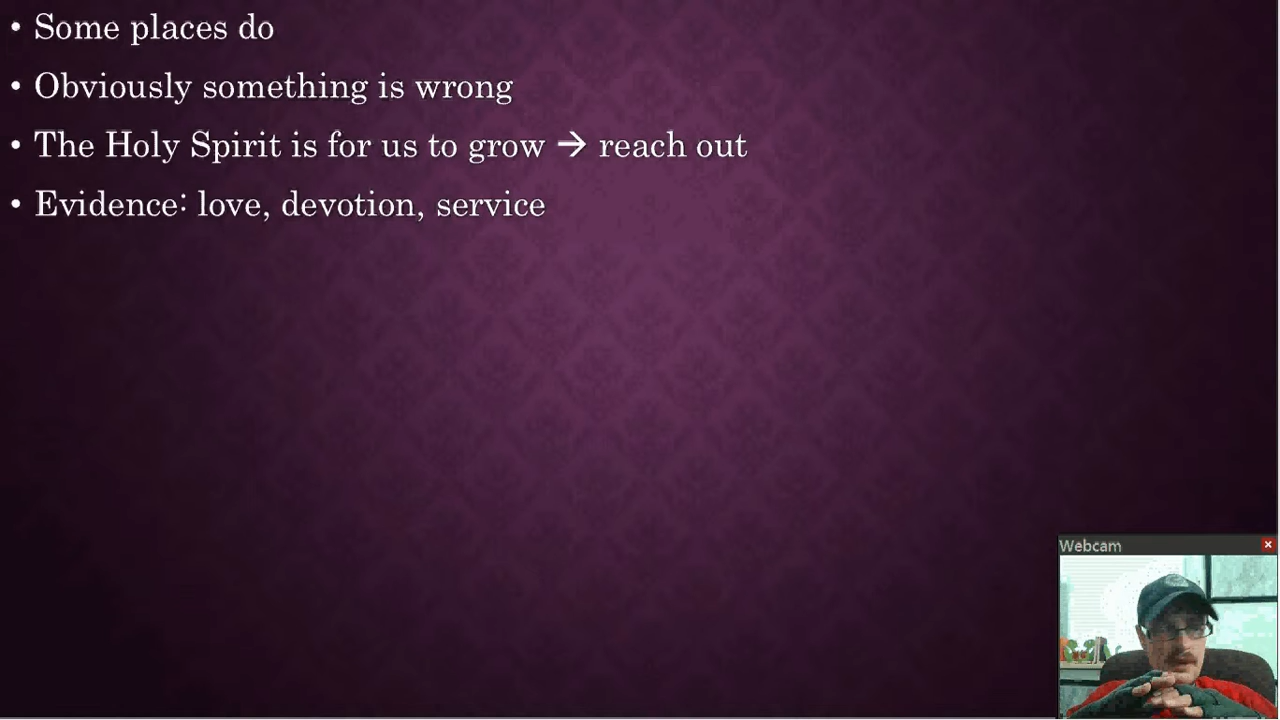 • Some places do
• Obviously something is wrong
• The Holy Spirit is for us to grow → reach out
• Evidence: love, devotion, service
Webcam